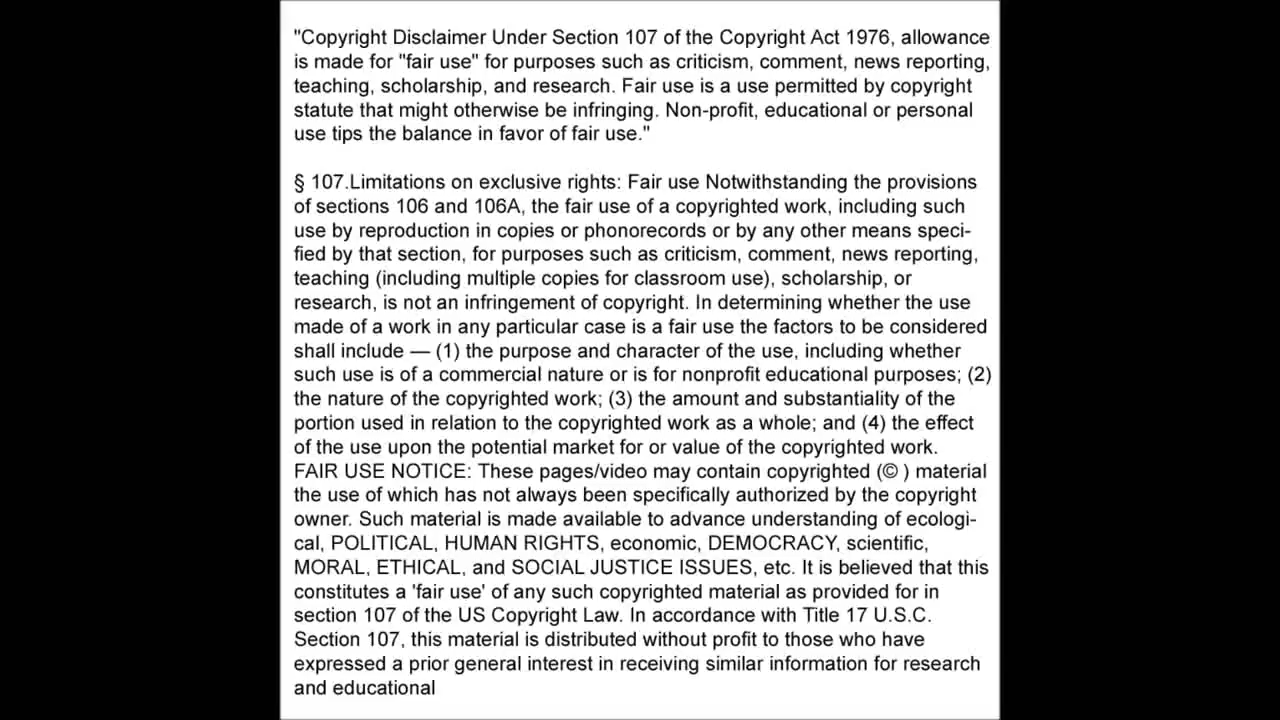 "Copyright Disclaimer Under Section 107 of the Copyright Act 1976, allowance
is made for "fair use" for purposes such as criticism, comment, news reporting,
teaching, scholarship, and research. Fair use is a use permitted by copyright
statute that might otherwise be infringing. Non-profit, educational or personal
use tips the balance in favor of fair use."
§ 107.Limitations on exclusive rights: Fair use Notwithstanding the provisions
of sections 106 and 106A, the fair use of a copyrighted work, including such
use by reproduction in copies or phonorecords or by any other means speci-
fied by that section, for purposes such as criticism, comment, news reporting,
teaching (including multiple copies for classroom use), scholarship, or
research, is not an infringement of copyright. In determining whether the use
made of a work in any particular case is a fair use the factors to be considered
shall include — (1) the purpose and character of the use, including whether
such use is of a commercial nature or is for nonprofit educational purposes; (2)
the nature of the copyrighted work; (3) the amount and substantiality of the
portion used in relation to the copyrighted work as a whole; and (4) the effect
of the use upon the potential market for or value of the copyrighted work.
FAIR USE NOTICE: These pages/video may contain copyrighted (© ) material
the use of which has not always been specifically authorized by the copyright
owner. Such material is made available to advance understanding of ecologi-
cal, POLITICAL, HUMAN RIGHTS, economic, DEMOCRACY, scientific,
MORAL, ETHICAL, and SOCIAL JUSTICE ISSUES, etc. It is believed that this
constitutes a 'fair use' of any such copyrighted material as provided for in
section 107 of the US Copyright Law. In accordance with Title 17 U.S.C.
Section 107, this material is distributed without profit to those who have
expressed a prior general interest in receiving similar information for research
and educational